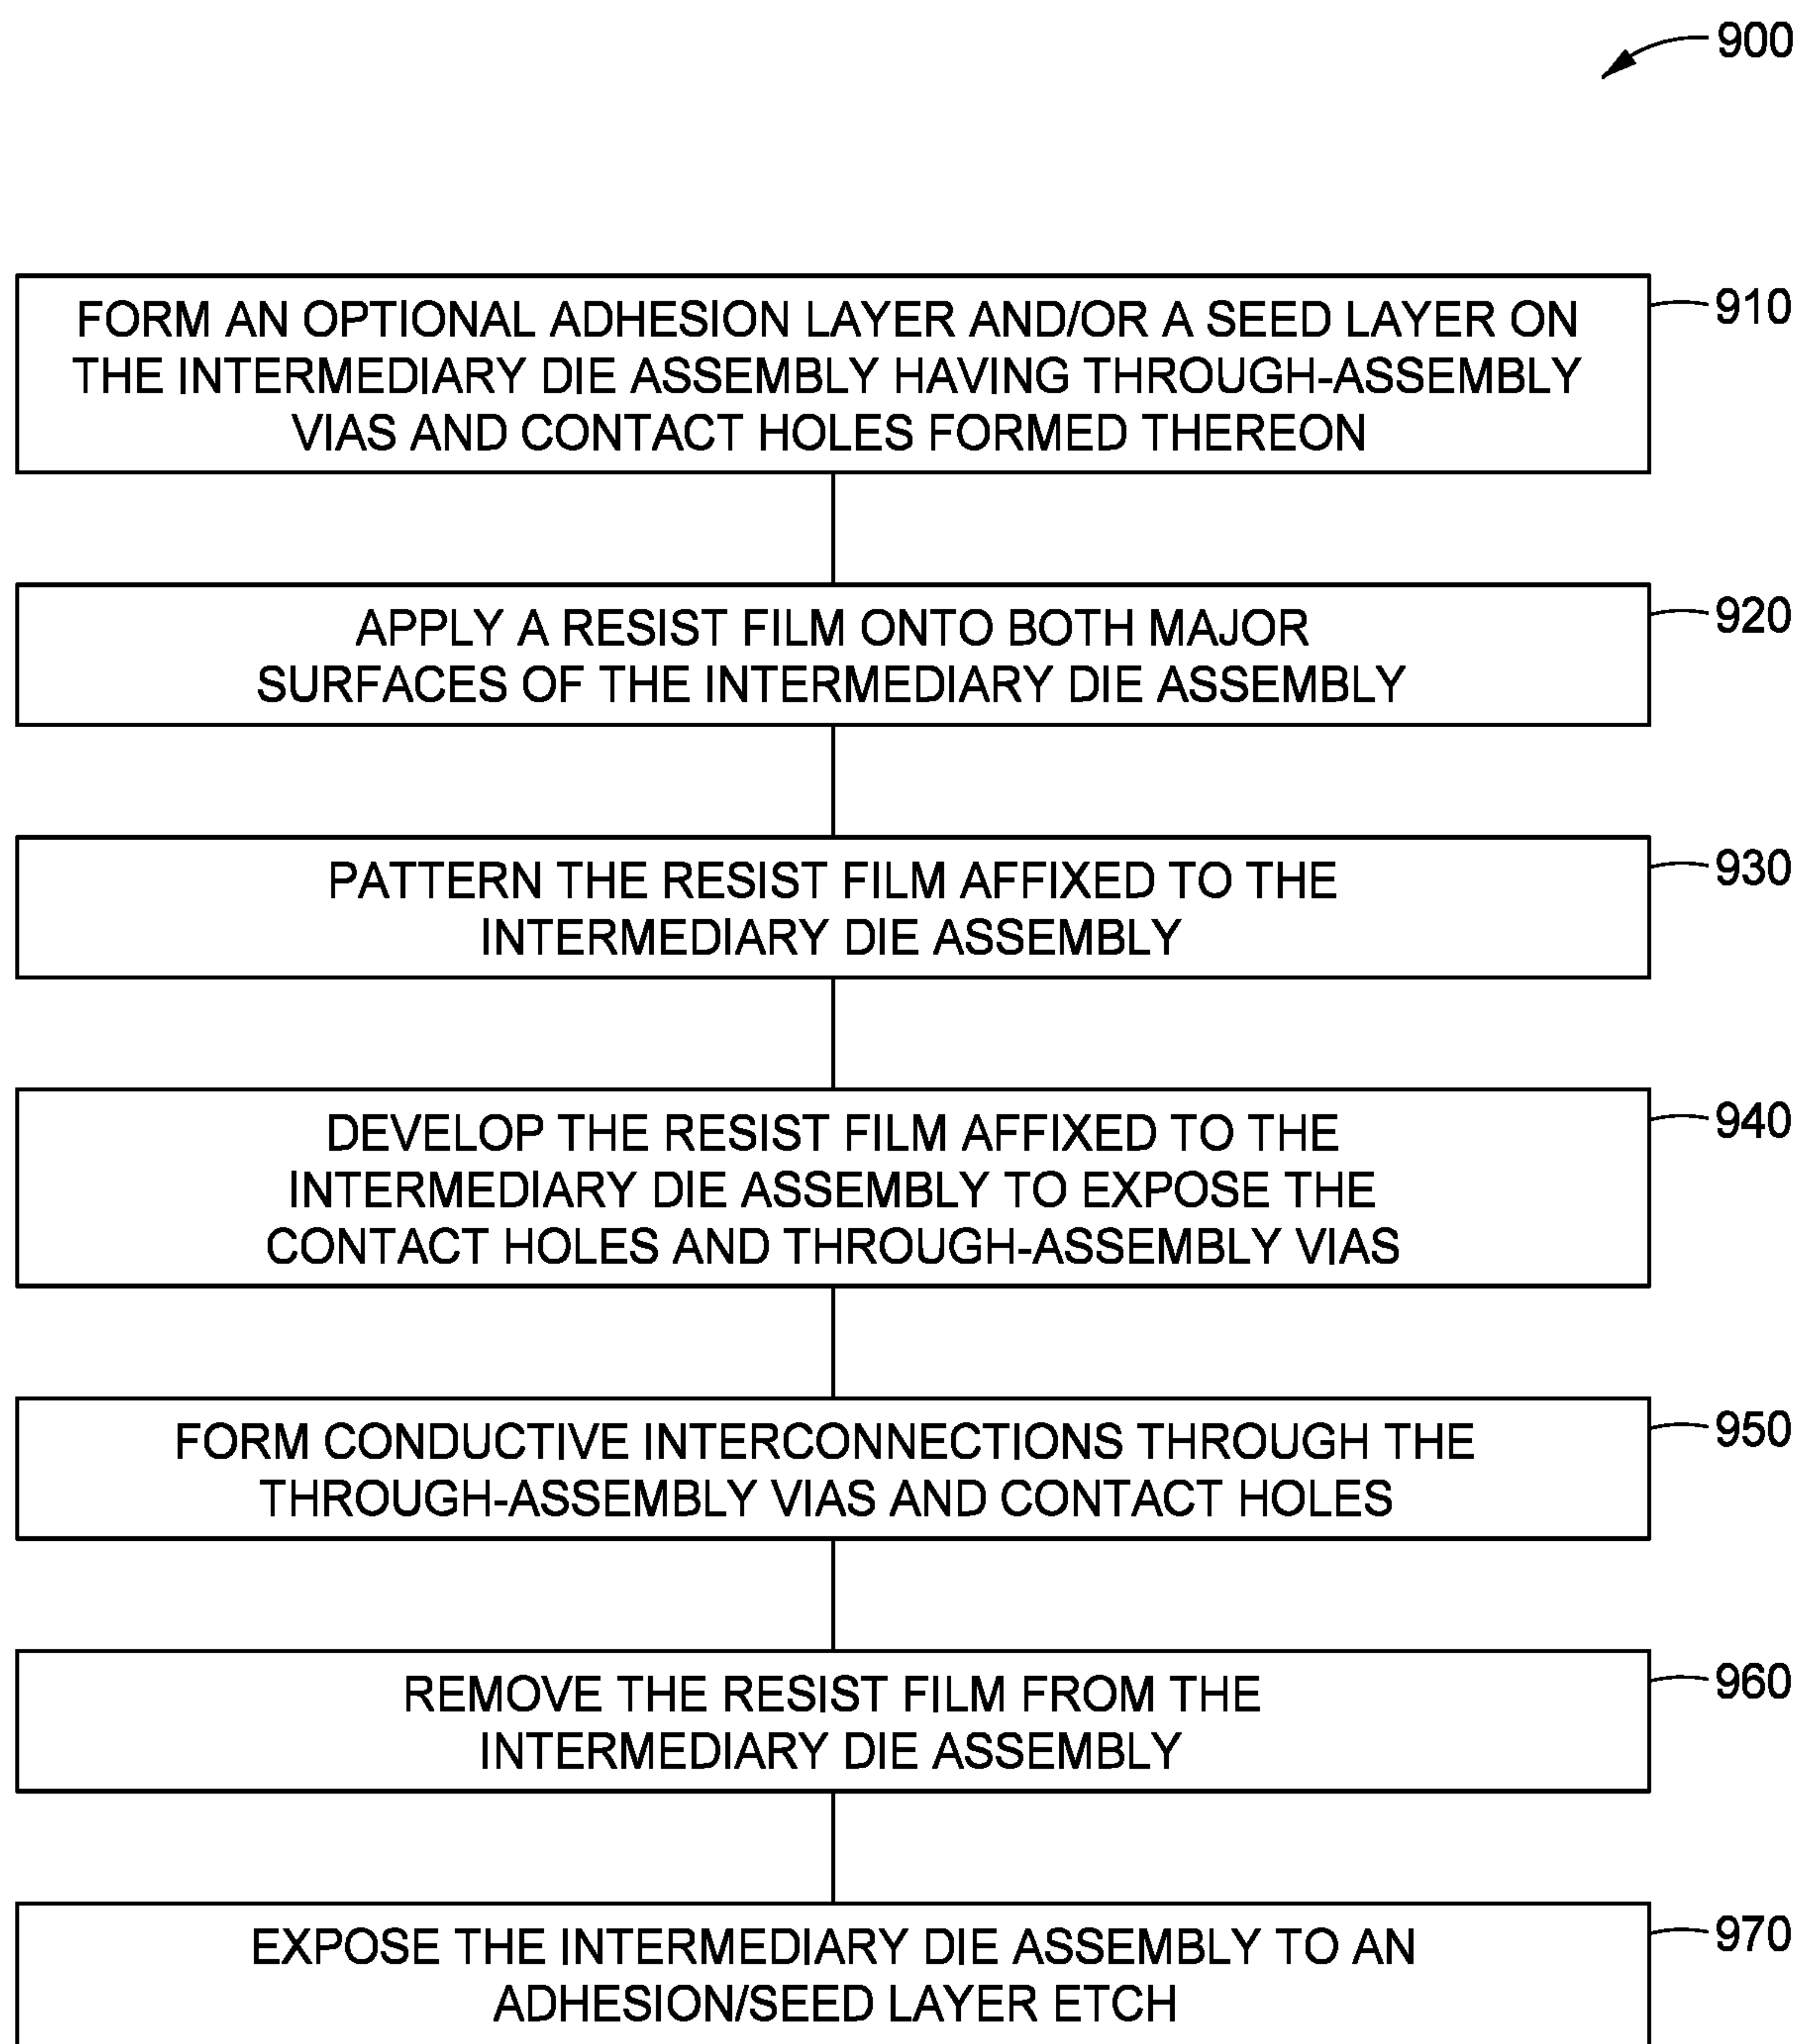 900
FORM AN OPTIONAL ADHESION LAYER AND/OR A SEED LAYER ON
THE INTERMEDIARY DIE ASSEMBLY HAVING THROUGH-ASSEMBLY
VIAS AND CONTACT HOLES FORMED THEREON
910
APPLY A RESIST FILM ONTO BOTH MAJOR
SURFACES OF THE INTERMEDIARY DIE ASSEMBLY
920
PATTERN THE RESIST FILM AFFIXED TO THE
INTERMEDIARY DIE ASSEMBLY
930
DEVELOP THE RESIST FILM AFFIXED TO THE
INTERMEDIARY DIE ASSEMBLY TO EXPOSE THE
CONTACT HOLES AND THROUGH-ASSEMBLY VIAS
940
FORM CONDUCTIVE INTERCONNECTIONS THROUGH THE
THROUGH-ASSEMBLY VIAS AND CONTACT HOLES
950
REMOVE THE RESIST FILM FROM THE
INTERMEDIARY DIE ASSEMBLY
960
EXPOSE THE INTERMEDIARY DIE ASSEMBLY TO AN
ADHESION/SEED LAYER ETCH
970